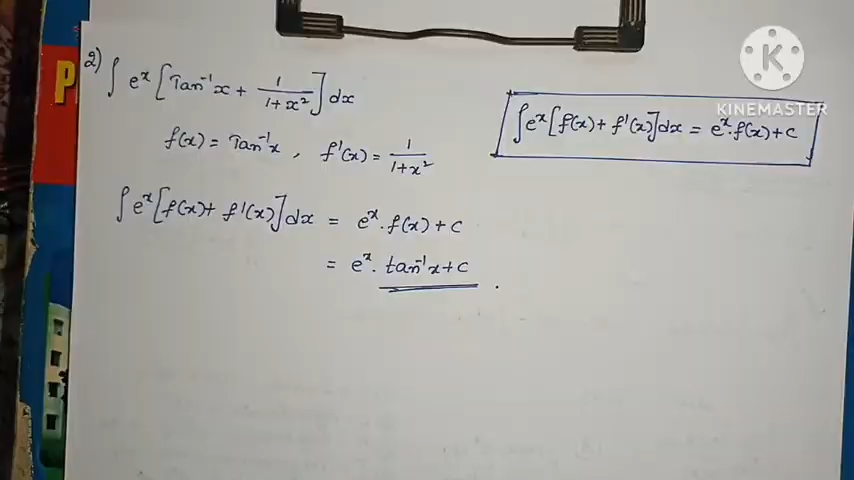 2) ∫ eˣ [Tan⁻¹x + 1/(1+x²)] dx
f(x) = Tan⁻¹x , f'(x) = 1/(1+x²)
∫eˣ[f(x)+ f'(x)]dx = eˣ. f(x) + c
= eˣ. tan⁻¹x + c .
∫eˣ[f(x) + f'(x)]dx = eˣ. f(x) + c
K
KINEMASTER
P